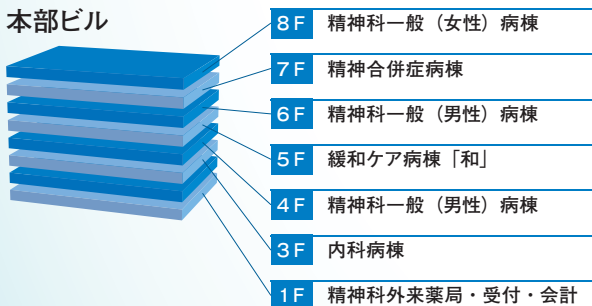 本部ビル
8F 精神科一般（女性）病棟
7F 精神合併症病棟
6F 精神科一般（男性）病棟
5F 緩和ケア病棟「和」
4F 精神科一般（男性）病棟
3F 内科病棟
1F 精神科外来薬局・受付・会計